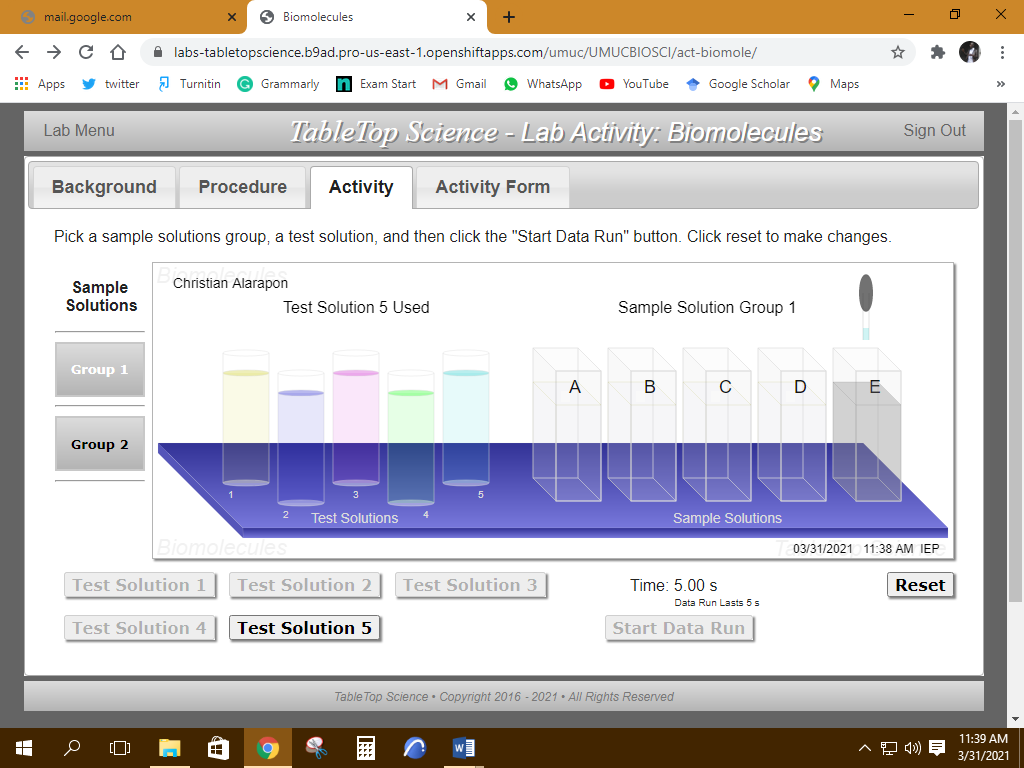 mail.google.com
Biomolecules
labs-tabletopscience.b9ad.pro-us-east-1.openshiftapps.com/umuc/UMUCBIOSCI/act-biomole/
Apps twitter Turnitin Grammarly Exam Start Gmail WhatsApp YouTube Google Scholar Maps »
Lab Menu TableTop Science - Lab Activity: Biomolecules Sign Out
Background Procedure Activity Activity Form
Pick a sample solutions group, a test solution, and then click the "Start Data Run" button. Click reset to make changes.
Sample
Solutions
Group 1
Group 2
Biomolecules
Christian Alarapon
Test Solution 5 Used Sample Solution Group 1
A B C D E
1 2 3 4 5
Test Solutions Sample Solutions
Biomolecules
03/31/2021 11:38 AM IEP
Test Solution 1 Test Solution 2 Test Solution 3 Time: 5.00 s Reset
Data Run Lasts 5 s
Test Solution 4 Test Solution 5 Start Data Run
TableTop Science • Copyright 2016 - 2021 • All Rights Reserved
11:39 AM
3/31/2021